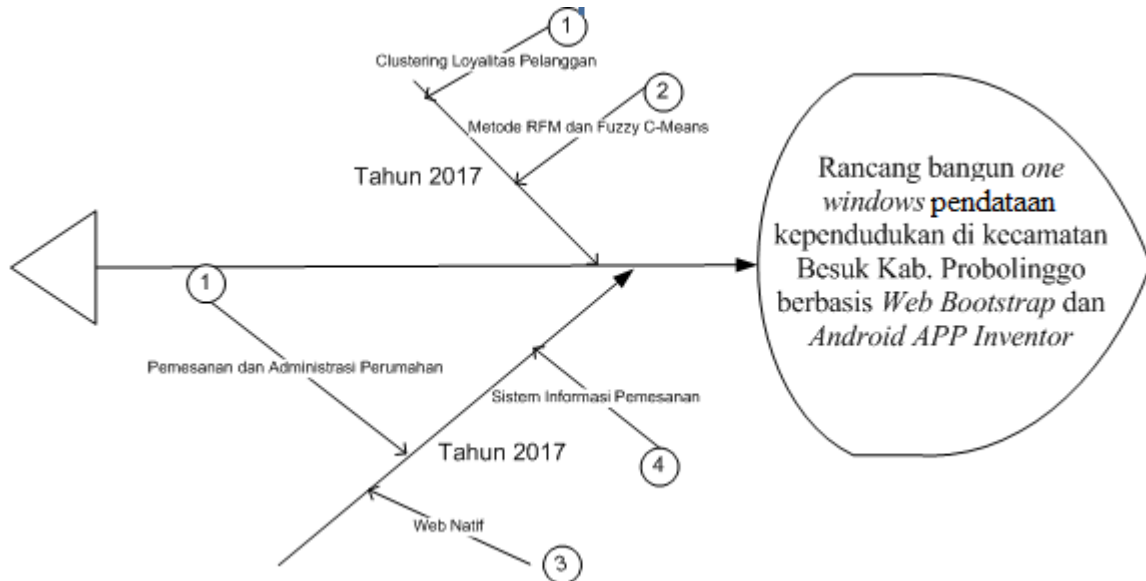 1
Clustering Loyalitas Pelanggan
2
Metode RFM dan Fuzzy C-Means
Tahun 2017
Rancang bangun one
windows pendataan
kependudukan di kecamatan
Besuk Kab. Probolinggo
berbasis Web Bootstrap dan
Android APP Inventor
1
Pemesanan dan Administrasi Perumahan
Sistem Informasi Pemesanan
Tahun 2017
4
Web Natif
3